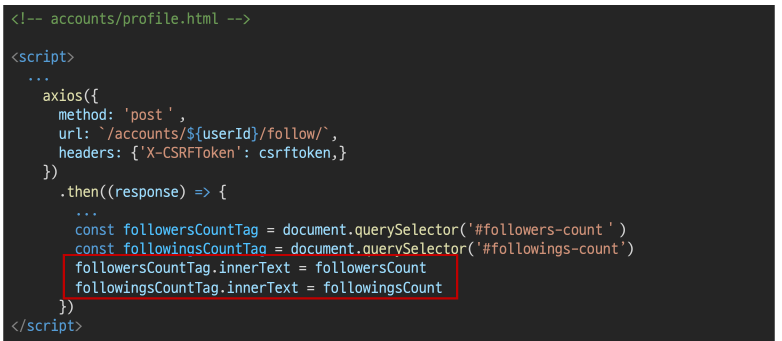 <!-- accounts/profile.html -->
<script>
...
axios({
method: 'post',
url: `/accounts/${userId}/follow/`,
headers: {'X-CSRFToken': csrftoken,}
})
.then((response) => {
...
const followersCountTag = document.querySelector('#followers-count')
const followingsCountTag = document.querySelector('#followings-count')
followersCountTag.innerText = followersCount
followingsCountTag.innerText = followingsCount
})
</script>